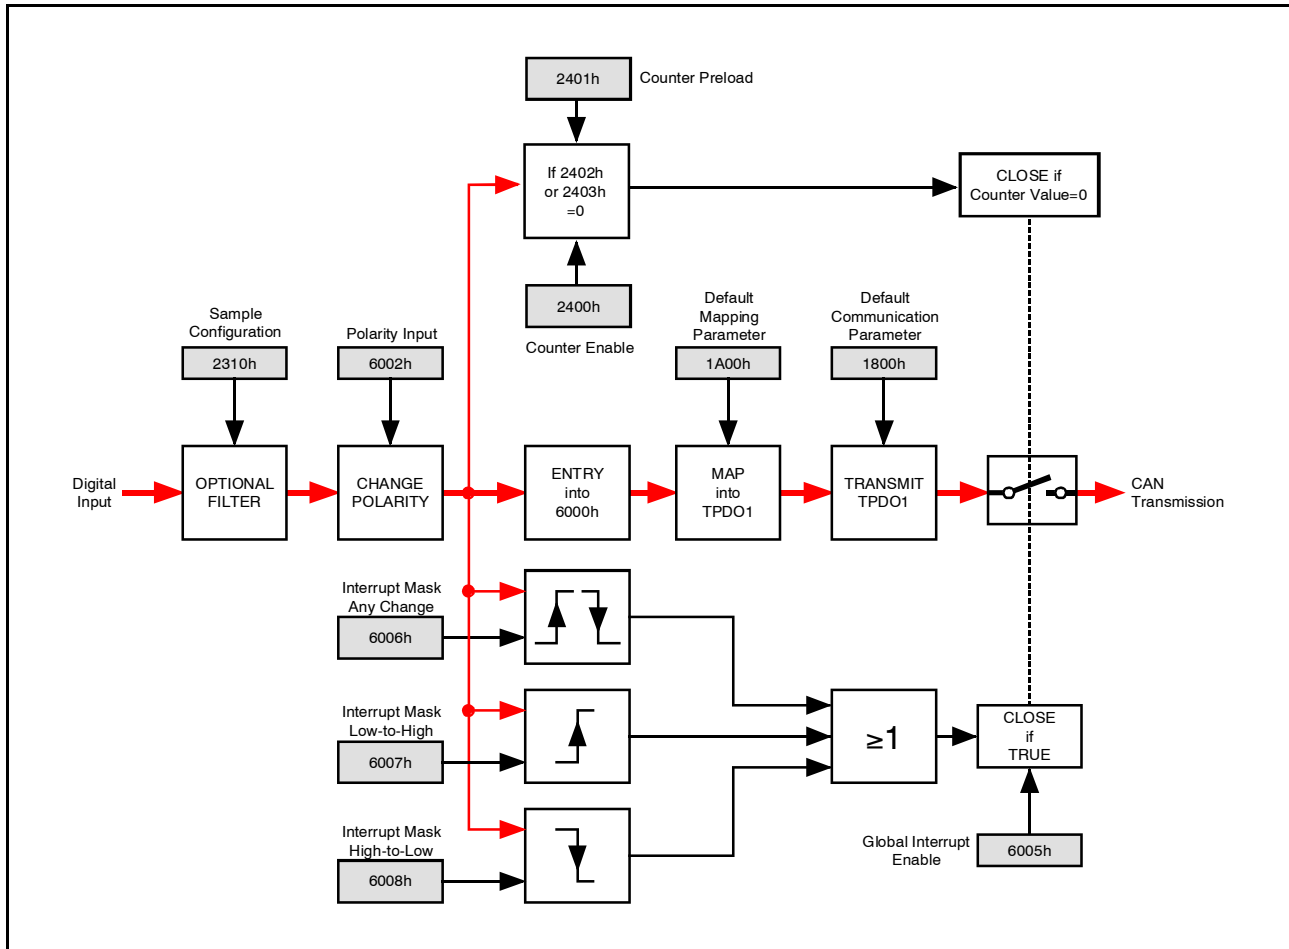 2401h
Counter Preload
If 2402h
or 2403h
=0
CLOSE if
Counter Value=0
2400h
Counter Enable
Sample
Configuration
2310h
Polarity Input
6002h
Default
Mapping
Parameter
1A00h
Default
Communication
Parameter
1800h
Digital
Input
OPTIONAL
FILTER
CHANGE
POLARITY
ENTRY
into
6000h
MAP
into
TPDO1
TRANSMIT
TPDO1
CAN
Transmission
Interrupt Mask
Any Change
6006h
Interrupt Mask
Low-to-High
6007h
≥1
CLOSE
if
TRUE
Interrupt Mask
High-to-Low
6008h
Global Interrupt
Enable
6005h